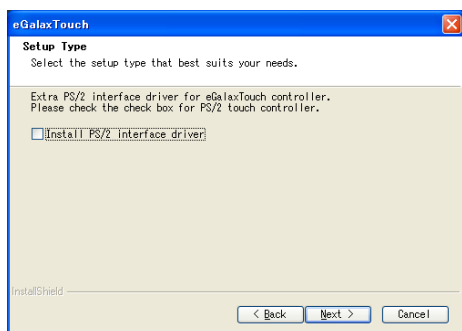 eGalaxTouch
Setup Type
Select the setup type that best suits your needs.
Extra PS/2 interface driver for eGalaxTouch controller.
Please check the check box for PS/2 touch controller.
Install PS/2 interface driver
InstallShield
< Back Next > Cancel